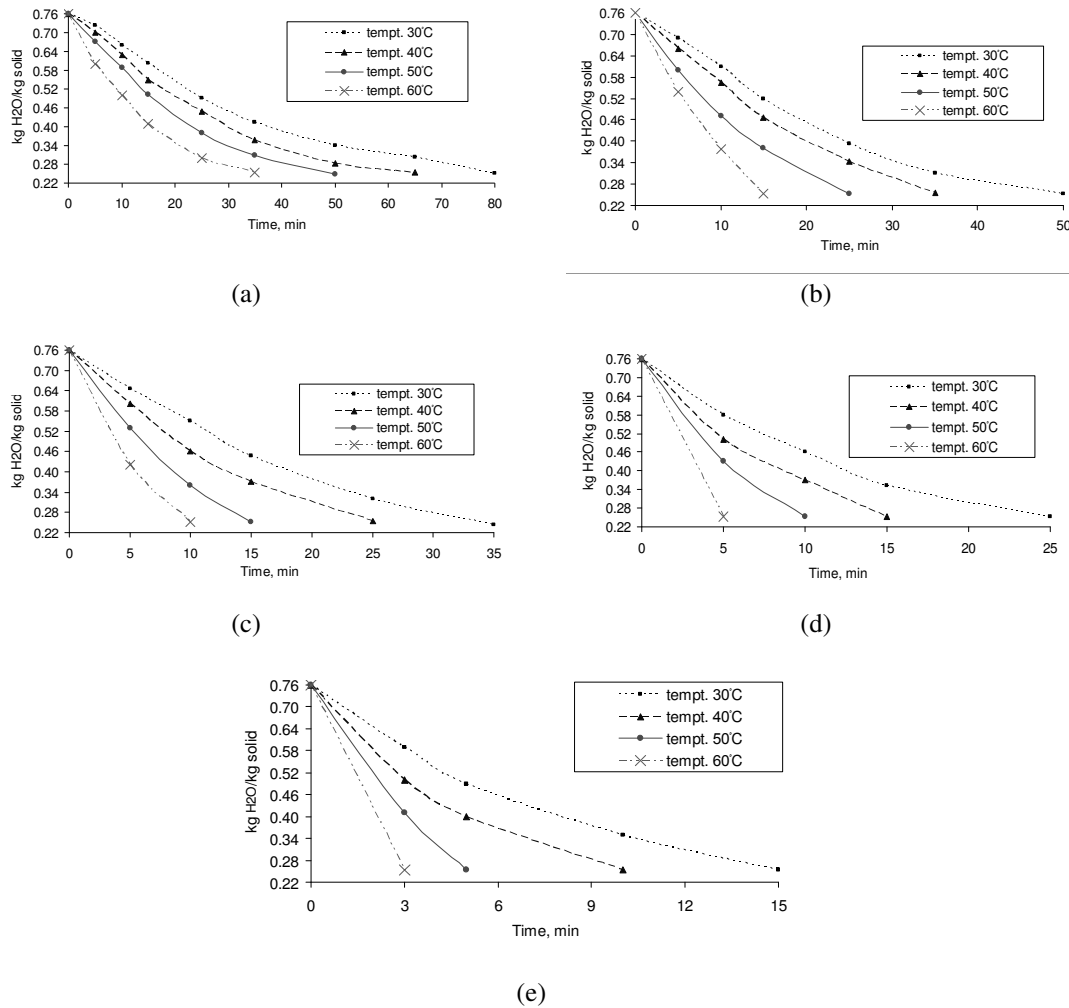 0.76
0.70
0.64
0.58
0.52
0.46
0.40
0.34
0.28
0.22
kg H2O/kg solid
0 10 20 30 40 50 60 70 80
Time, min
tempt. 30°C
tempt. 40°C
tempt. 50°C
tempt. 60°C
(a)
0.76
0.70
0.64
0.58
0.52
0.46
0.40
0.34
0.28
0.22
kg H2O/kg solid
0 10 20 30 40 50
Time, min
tempt. 30°C
tempt. 40°C
tempt. 50°C
tempt. 60°C
(b)
0.76
0.70
0.64
0.58
0.52
0.46
0.40
0.34
0.28
0.22
kg H2O/kg solid
0 5 10 15 20 25 30 35
Time, min
tempt. 30°C
tempt. 40°C
tempt. 50°C
tempt. 60°C
(c)
0.76
0.70
0.64
0.58
0.52
0.46
0.40
0.34
0.28
0.22
kg H2O/kg solid
0 5 10 15 20 25
Time, min
tempt. 30°C
tempt. 40°C
tempt. 50°C
tempt. 60°C
(d)
0.76
0.70
0.64
0.58
0.52
0.46
0.40
0.34
0.28
0.22
kg H2O/kg solid
0 3 6 9 12 15
Time, min
tempt. 30°C
tempt. 40°C
tempt. 50°C
tempt. 60°C
(e)